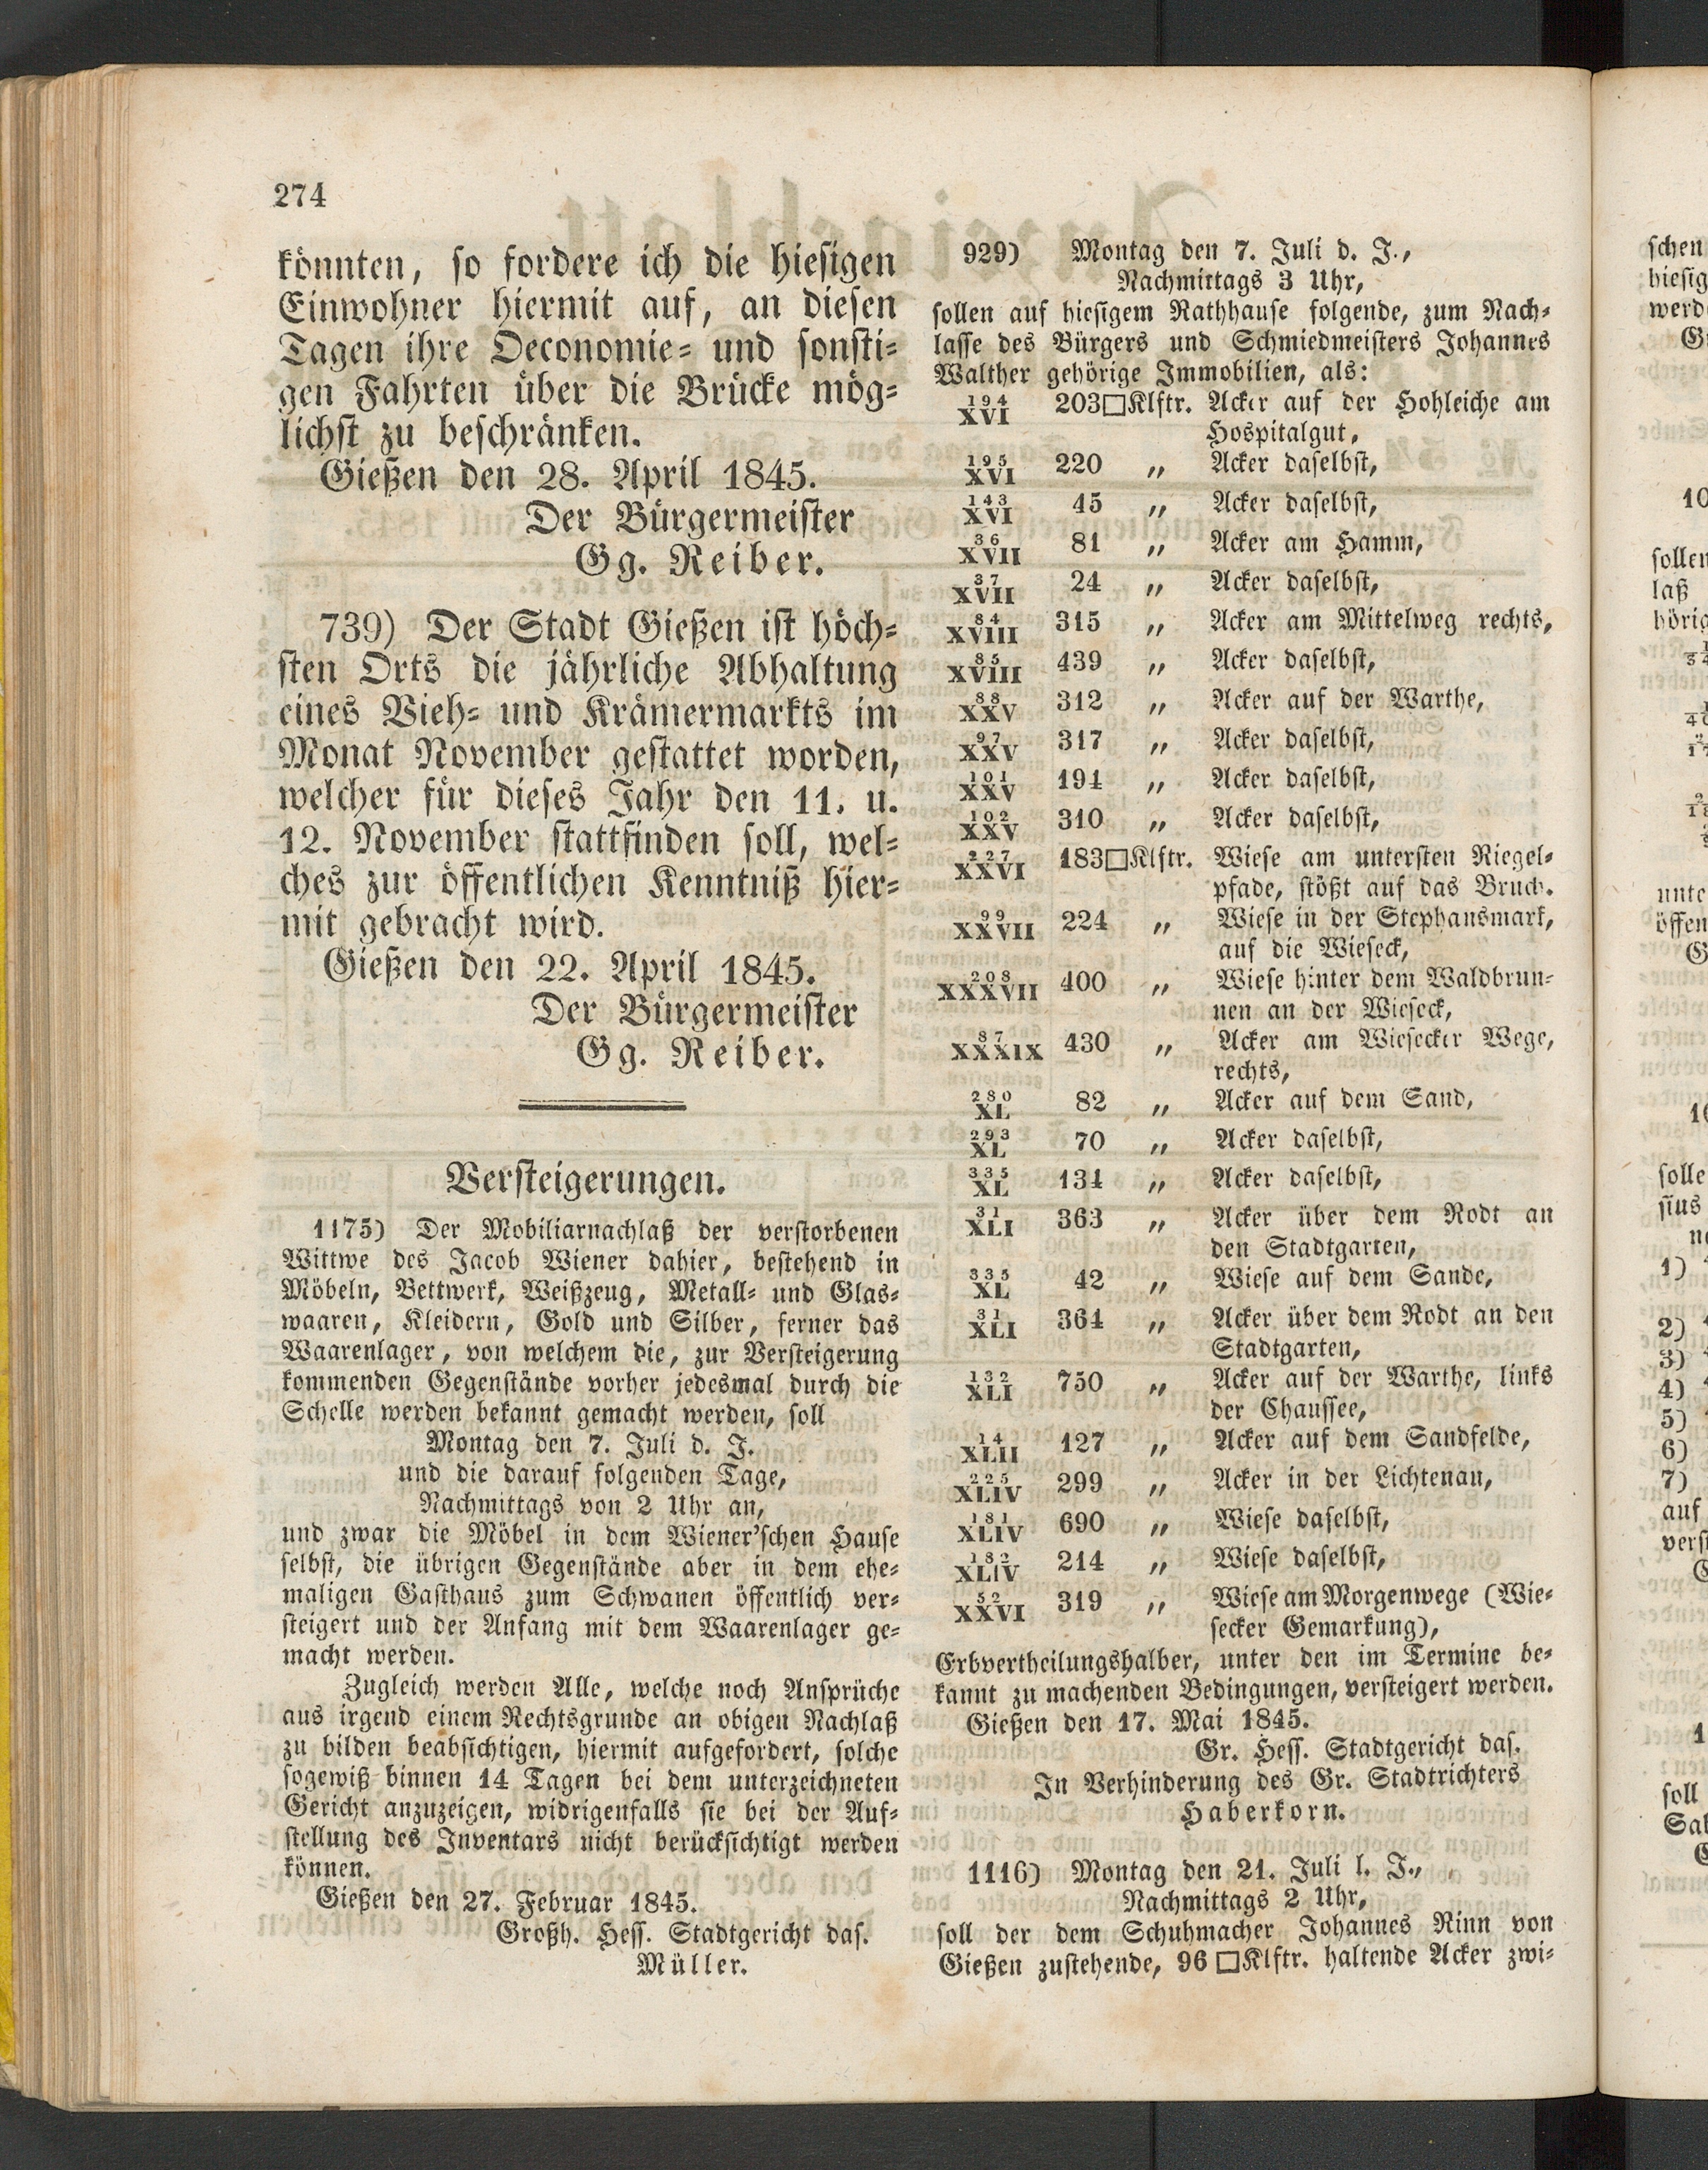 274
könnten, so fordere ich die hiesigen
Einwohner hiermit auf, an diesen
Tagen ihre Oeconomie- und sonsti-
gen Fahrten über die Brücke mög-
lichst zu beschränken.
Gießen den 28. April 1845.
Der Bürgermeister
Gg. Reiber.
739) Der Stadt Gießen ist höch-
sten Orts die jährliche Abhaltung
eines Vieh- und Krämermarkts im
Monat November gestattet worden,
welcher für dieses Jahr den 11. u.
12. November stattfinden soll, wel-
ches zur öffentlichen Kenntniß hier-
mit gebracht wird.
Gießen den 22. April 1845.
Der Bürgermeister
Gg. Reiber.
Versteigerungen.
1175) Der Mobiliarnachlaß der verstorbenen
Wittwe des Jacob Wiener dahier, bestehend in
Möbeln, Bettwerk, Weißzeug, Metall- und Glas-
waaren, Kleidern, Gold und Silber, ferner das
Waarenlager, von welchem die, zur Versteigerung
kommenden Gegenstände vorher jedesmal durch die
Schelle werden bekannt gemacht werden, soll
Montag den 7. Juli d. J.
und die darauf folgenden Tage,
Nachmittags von 2 Uhr an,
und zwar die Möbel in dem Wiener'schen Hause
selbst, die übrigen Gegenstände aber in dem ehe-
maligen Gasthaus zum Schwanen öffentlich ver-
steigert und der Anfang mit dem Waarenlager ge-
macht werden.
Zugleich werden Alle, welche noch Ansprüche
aus irgend einem Rechtsgrunde an obigen Nachlaß
zu bilden beabsichtigen, hiermit aufgefordert, solche
sogewiß binnen 14 Tagen bei dem unterzeichneten
Gericht anzuzeigen, widrigenfalls sie bei der Auf-
stellung des Inventars nicht berücksichtigt werden
können.
Gießen den 27. Februar 1845.
Großh. Hess. Stadtgericht das.
Müller.
929) Montag den 7. Juli d. J.,
Nachmittags 3 Uhr,
sollen auf hiesigem Rathhause folgende, zum Nach-
lasse des Bürgers und Schmiedmeisters Johannes
Walther gehörige Immobilien, als:
194/XVI 203□Klftr. Acker auf der Hohleiche am
Hospitalgut,
195/XVI 220 „ Acker daselbst,
143/XVI 45 „ Acker daselbst,
36/XVII 81 „ Acker am Hamm,
37/XVII 24 „ Acker daselbst,
84/XVIII 315 „ Acker am Mittelweg rechts,
85/XVIII 439 „ Acker daselbst,
88/XXV 312 „ Acker auf der Warthe,
97/XXV 317 „ Acker daselbst,
101/XXV 194 „ Acker daselbst,
102/XXV 310 „ Acker daselbst,
227/XXVI 183□Klftr. Wiese am untersten Riegel-
pfade, stößt auf das Bruch.
99/XXVII 224 „ Wiese in der Stephansmark,
auf die Wieseck,
208/XXXVII 400 „ Wiese hinter dem Waldbrun-
nen an der Wieseck,
87/XXXIX 430 „ Acker am Wiesecker Wege,
rechts,
280/XL 82 „ Acker auf dem Sand,
293/XL 70 „ Acker daselbst,
335/XL 134 „ Acker daselbst,
31/XLI 363 „ Acker über dem Rodt an
den Stadtgarten,
335/XL 42 „ Wiese auf dem Sande,
31/XLI 364 „ Acker über dem Rodt an den
Stadtgarten,
132/XLI 750 „ Acker auf der Warthe, links
der Chaussee,
14/XLII 127 „ Acker auf dem Sandfelde,
225/XLIV 299 „ Acker in der Lichtenau,
181/XLIV 690 „ Wiese daselbst,
182/XLIV 214 „ Wiese daselbst,
52/XXVI 319 „ Wiese am Morgenwege (Wie-
secker Gemarkung),
Erbvertheilungshalber, unter den im Termine be-
kannt zu machenden Bedingungen, versteigert werden.
Gießen den 17. Mai 1845.
Gr. Hess. Stadtgericht das.
In Verhinderung des Gr. Stadtrichters
Haberkorn.
1116) Montag den 21. Juli l. J.,
Nachmittags 2 Uhr,
soll der dem Schuhmacher Johannes Rinn von
Gießen zustehende, 96 □Klftr. haltende Acker zwi-